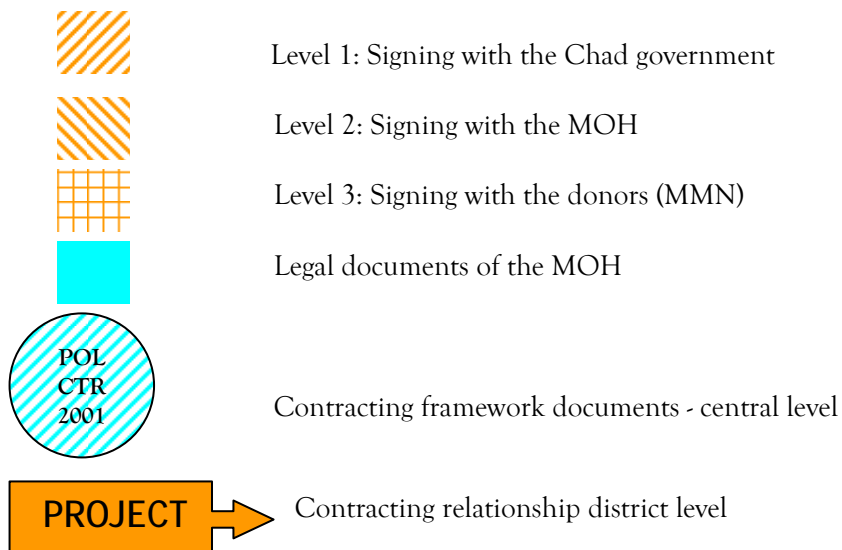 Level 1: Signing with the Chad government
Level 2: Signing with the MOH
Level 3: Signing with the donors (MMN)
Legal documents of the MOH
POL
CTR
2001
Contracting framework documents - central level
PROJECT
Contracting relationship district level